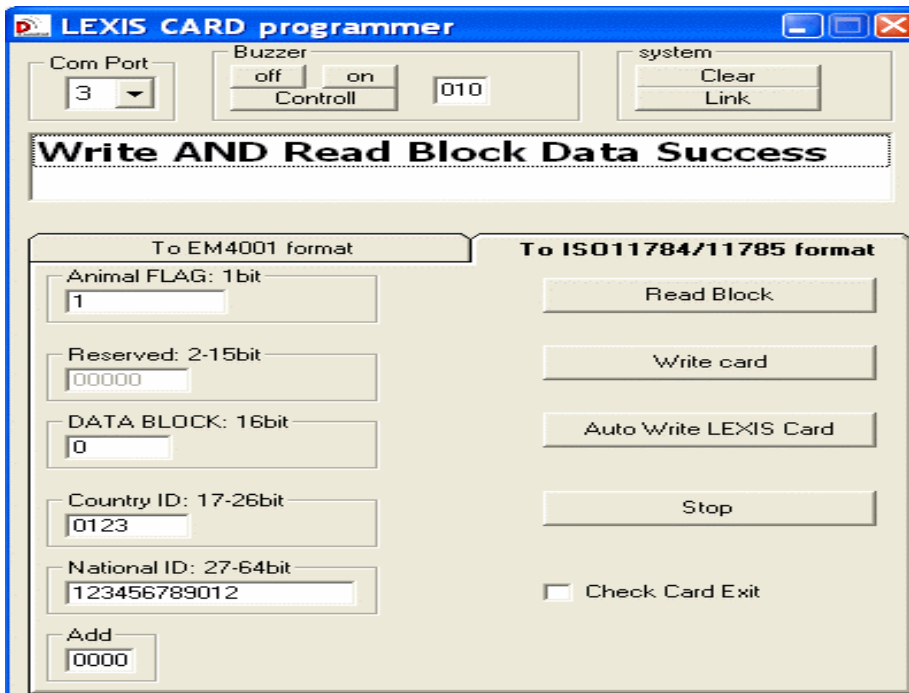 LEXIS CARD programmer
Com Port
3
Buzzer
off on
Controll
010
system
Clear
Link
Write AND Read Block Data Success
To EM4001 format
To ISO11784/11785 format
Animal FLAG: 1bit
1
Read Block
Reserved: 2-15bit
00000
Write card
DATA BLOCK: 16bit
0
Auto Write LEXIS Card
Country ID: 17-26bit
0123
Stop
National ID: 27-64bit
123456789012
Check Card Exit
Add
0000